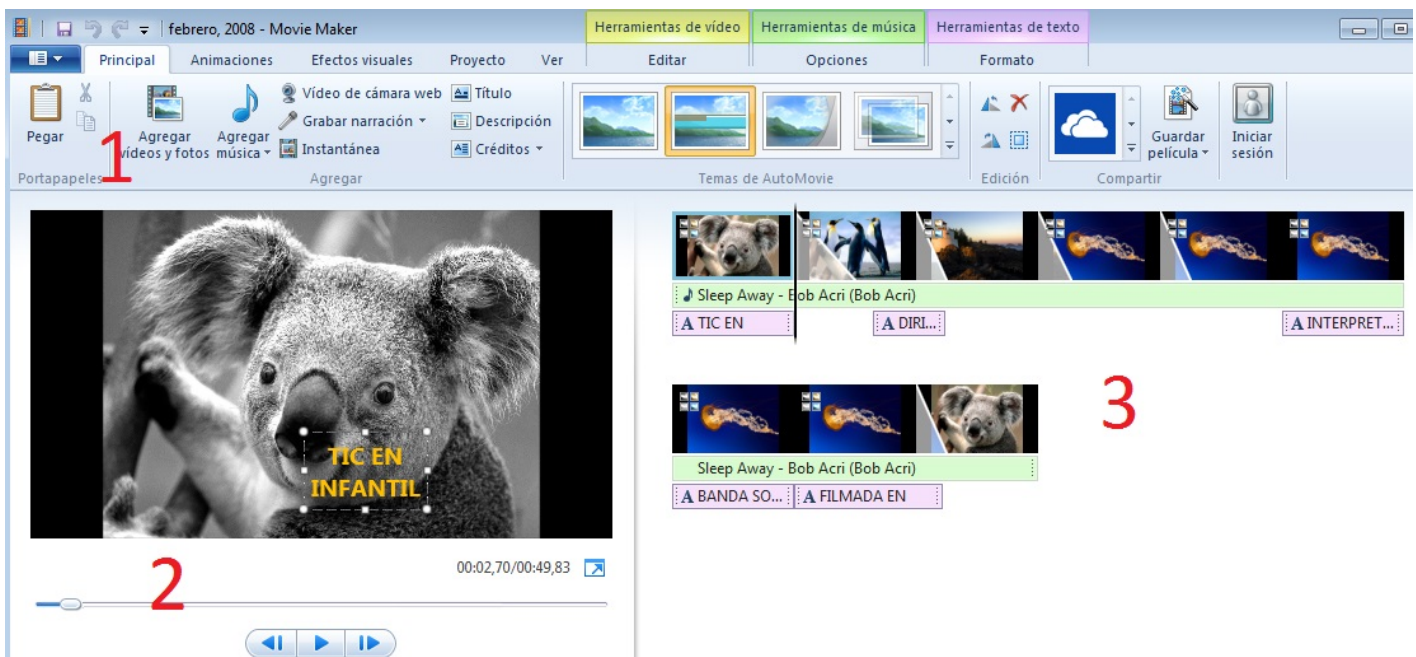 febrero, 2008 - Movie Maker
Herramientas de vídeo Herramientas de música Herramientas de texto
Principal Animaciones Efectos visuales Proyecto Ver Editar Opciones Formato
Pegar
Agregar vídeos y fotos
Agregar música
Vídeo de cámara web
Grabar narración
Instantánea
Título
Descripción
Créditos
Guardar película
Iniciar sesión
Portapapeles Agregar Temas de AutoMovie Edición Compartir
1
TIC EN
INFANTIL
00:02,70/00:49,83
2
Sleep Away - Bob Acri (Bob Acri)
A TIC EN A DIRI... A INTERPRET...
3
Sleep Away - Bob Acri (Bob Acri)
A BANDA SO... A FILMADA EN